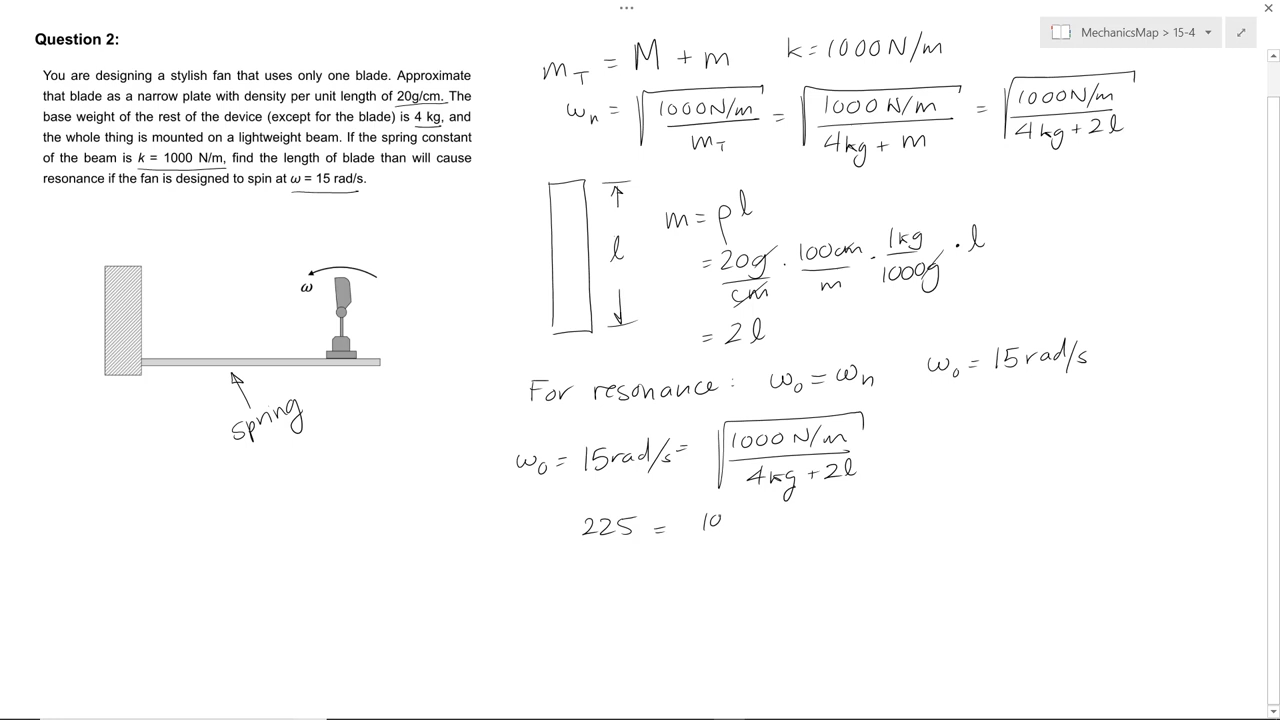 MechanicsMap > 15-4
Question 2:
You are designing a stylish fan that uses only one blade. Approximate
that blade as a narrow plate with density per unit length of 20g/cm. The
base weight of the rest of the device (except for the blade) is 4 kg, and
the whole thing is mounted on a lightweight beam. If the spring constant
of the beam is k = 1000 N/m, find the length of blade than will cause
resonance if the fan is designed to spin at ω = 15 rad/s.
ω
spring
m_T = M + m k = 1000 N/m
ω_n = √(1000 N/m / m_T) = √(1000 N/m / 4kg + m) = √(1000 N/m / 4kg + 2l)
l
m = ρl
= 20g/cm · 100cm/m · 1kg/1000g · l
= 2l
For resonance: ω_0 = ω_n ω_0 = 15 rad/s
ω_0 = 15 rad/s = √(1000 N/m / 4kg + 2l)
225 = 10